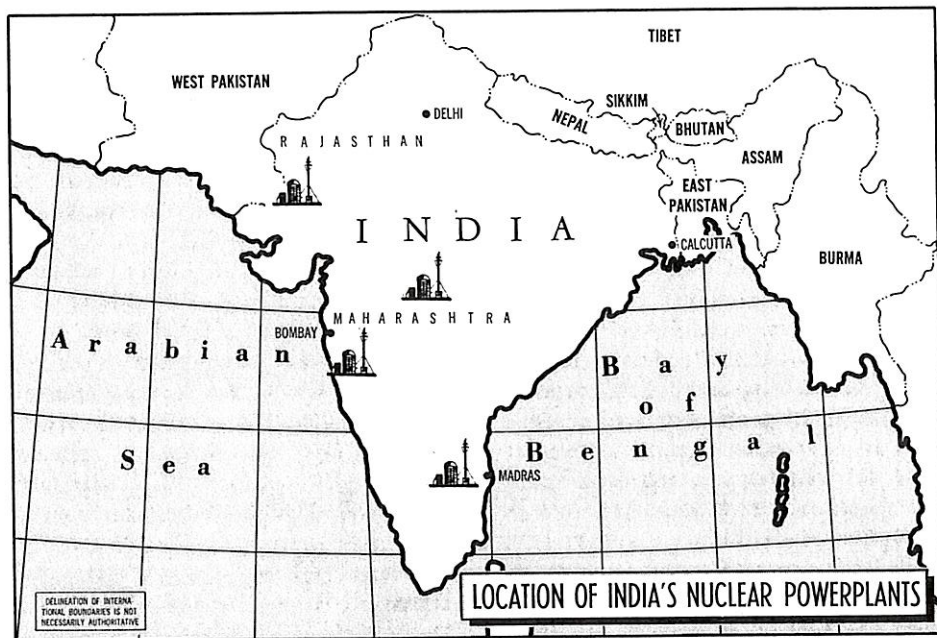 TIBET
WEST PAKISTAN
SIKKIM
DELHI
NEPAL
BHUTAN
RAJASTHAN
ASSAM
EAST
PAKISTAN
INDIA
CALCUTTA
BURMA
MAHARASHTRA
BOMBAY
Arabian
Sea
Bay
of
Bengal
MADRAS
LOCATION OF INDIA'S NUCLEAR POWERPLANTS
DELINEATION OF INTERNA
TIONAL BOUNDARIES IS NOT
NECESSARILY AUTHORITATIVE